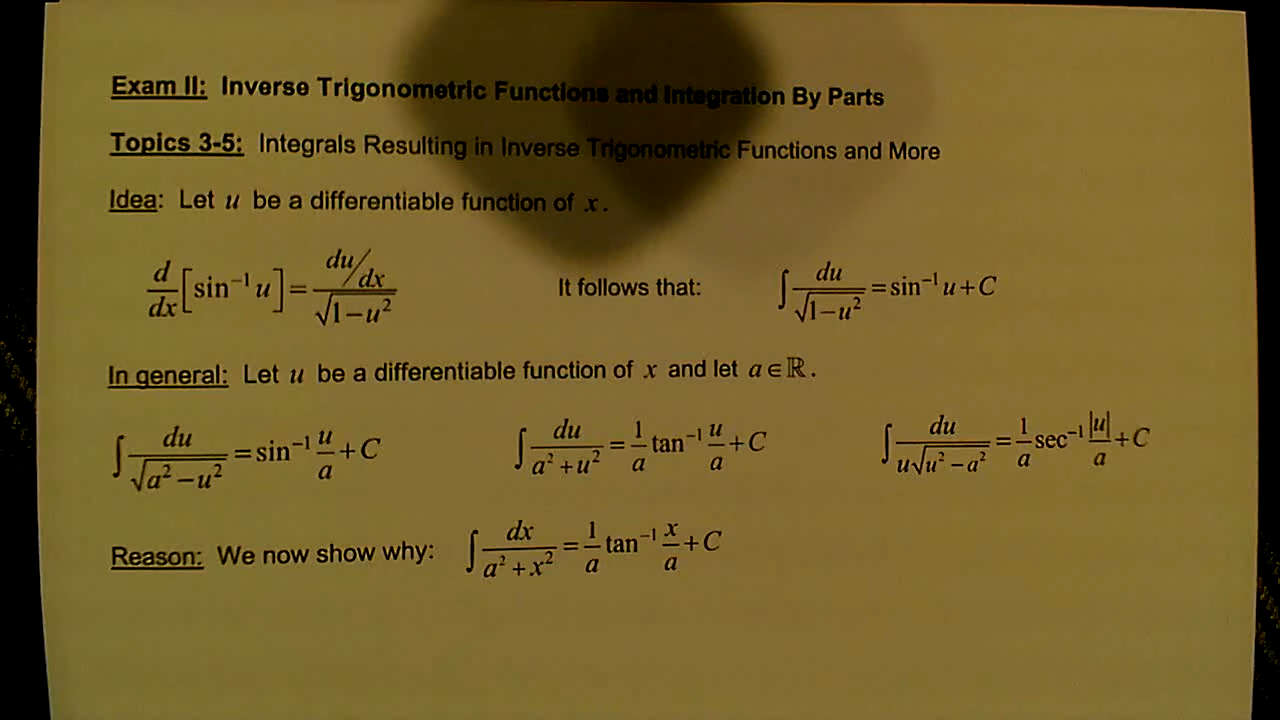 Exam II: Inverse Trigonometric Functions and Integration By Parts
Topics 3-5: Integrals Resulting in Inverse Trigonometric Functions and More
Idea: Let u be a differentiable function of x.
d/dx [sin⁻¹ u] = (du/dx)/√(1−u²) It follows that: ∫ du/√(1−u²) = sin⁻¹ u + C
In general: Let u be a differentiable function of x and let a ∈ ℝ.
∫ du/√(a²−u²) = sin⁻¹ u/a + C ∫ du/(a²+u²) = 1/a tan⁻¹ u/a + C ∫ du/(u√(u²−a²)) = 1/a sec⁻¹ |u|/a + C
Reason: We now show why: ∫ dx/(a²+x²) = 1/a tan⁻¹ x/a + C